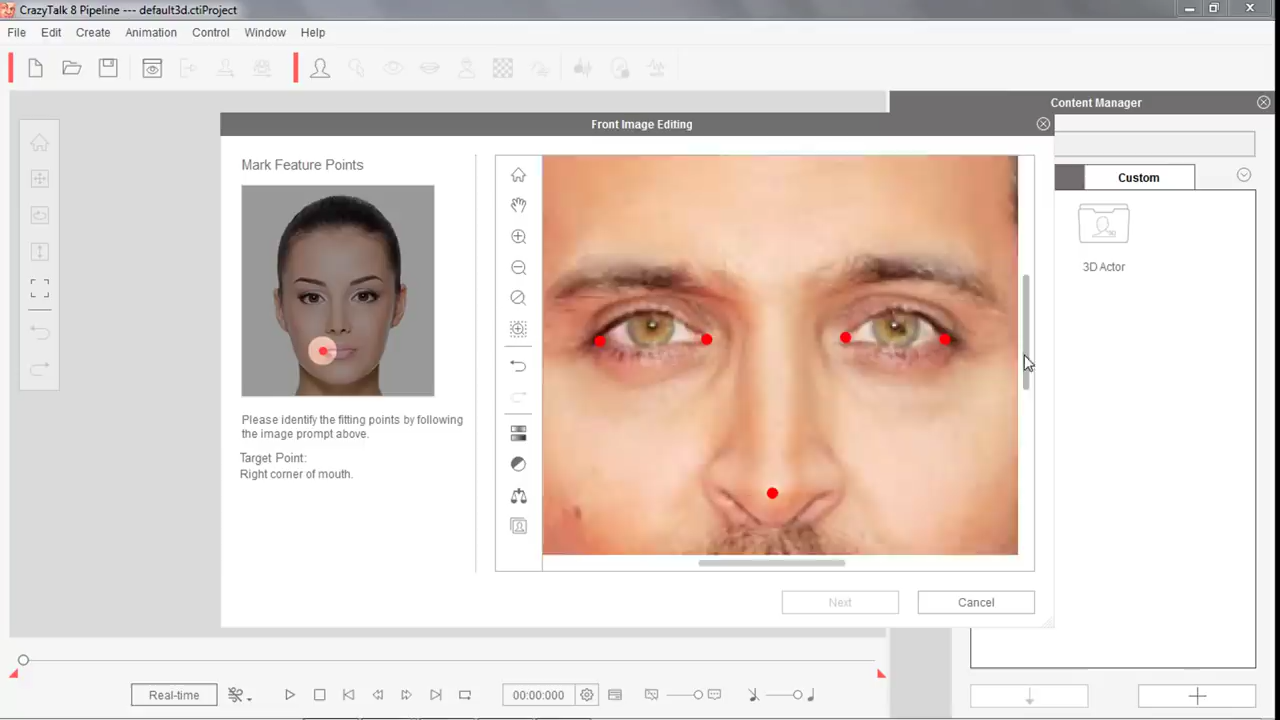 CrazyTalk 8 Pipeline --- default3d.ctiProject
File Edit Create Animation Control Window Help
Content Manager
Front Image Editing
Mark Feature Points
Custom
3D Actor
Please identify the fitting points by following
the image prompt above.
Target Point:
Right corner of mouth.
Next
Cancel
Real-time
00:00:000